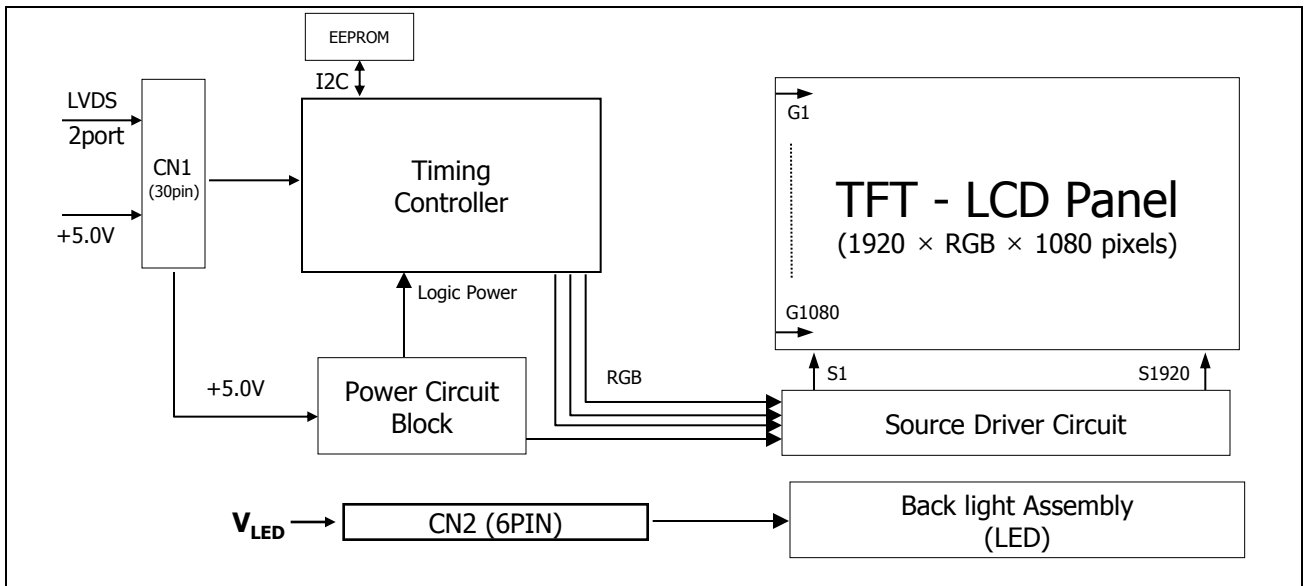 EEPROM
I2C
LVDS
2port
CN1
(30pin)
+5.0V
Timing
Controller
G1
TFT - LCD Panel
(1920 × RGB × 1080 pixels)
G1080
Logic Power
+5.0V
Power Circuit
Block
RGB
S1
S1920
Source Driver Circuit
V_LED
CN2 (6PIN)
Back light Assembly
(LED)